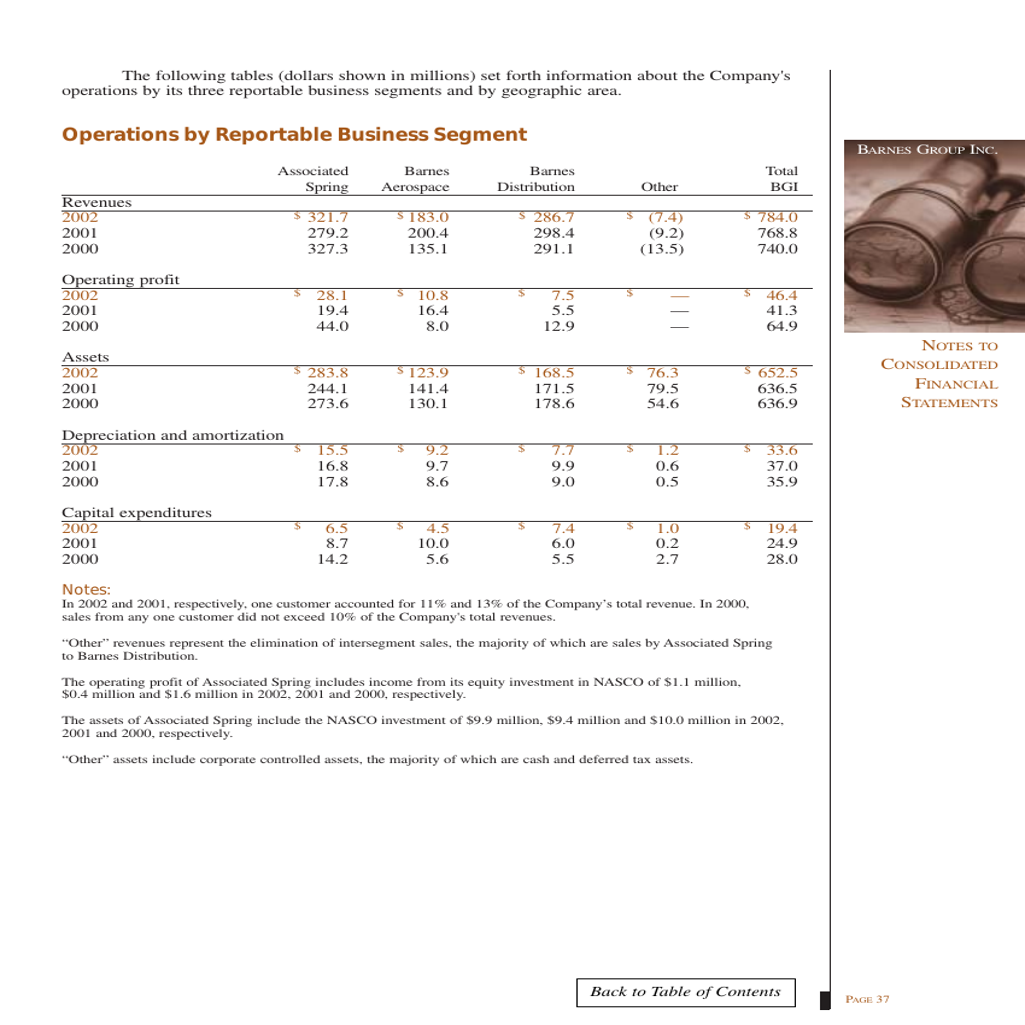 The following tables (dollars shown in millions) set forth information about the Company's
operations by its three reportable business segments and by geographic area.
Operations by Reportable Business Segment
Associated Barnes Barnes Total
Spring Aerospace Distribution Other BGI
Revenues
2002 $ 321.7 $ 183.0 $ 286.7 $ (7.4) $ 784.0
2001 279.2 200.4 298.4 (9.2) 768.8
2000 327.3 135.1 291.1 (13.5) 740.0
Operating profit
2002 $ 28.1 $ 10.8 $ 7.5 $ — $ 46.4
2001 19.4 16.4 5.5 — 41.3
2000 44.0 8.0 12.9 — 64.9
Assets
2002 $ 283.8 $ 123.9 $ 168.5 $ 76.3 $ 652.5
2001 244.1 141.4 171.5 79.5 636.5
2000 273.6 130.1 178.6 54.6 636.9
Depreciation and amortization
2002 $ 15.5 $ 9.2 $ 7.7 $ 1.2 $ 33.6
2001 16.8 9.7 9.9 0.6 37.0
2000 17.8 8.6 9.0 0.5 35.9
Capital expenditures
2002 $ 6.5 $ 4.5 $ 7.4 $ 1.0 $ 19.4
2001 8.7 10.0 6.0 0.2 24.9
2000 14.2 5.6 5.5 2.7 28.0
Notes:
In 2002 and 2001, respectively, one customer accounted for 11% and 13% of the Company’s total revenue. In 2000,
sales from any one customer did not exceed 10% of the Company's total revenues.
“Other” revenues represent the elimination of intersegment sales, the majority of which are sales by Associated Spring
to Barnes Distribution.
The operating profit of Associated Spring includes income from its equity investment in NASCO of $1.1 million,
$0.4 million and $1.6 million in 2002, 2001 and 2000, respectively.
The assets of Associated Spring include the NASCO investment of $9.9 million, $9.4 million and $10.0 million in 2002,
2001 and 2000, respectively.
“Other” assets include corporate controlled assets, the majority of which are cash and deferred tax assets.
Back to Table of Contents
BARNES GROUP INC.
NOTES TO
CONSOLIDATED
FINANCIAL
STATEMENTS
PAGE 37